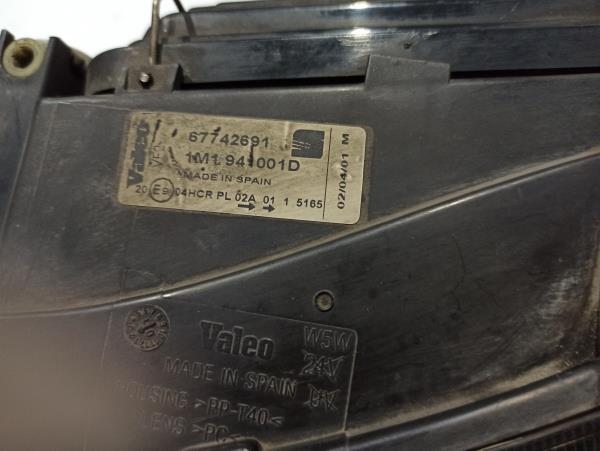 Valeo
67742691
1M1 941001D
MADE IN SPAIN
20 E9 04HCR PL 02A 01 1 5165
02/04/01 M
Valeo
W5W
24V
MADE IN SPAIN
HOUSING >PP-T40<
LENS >PC<